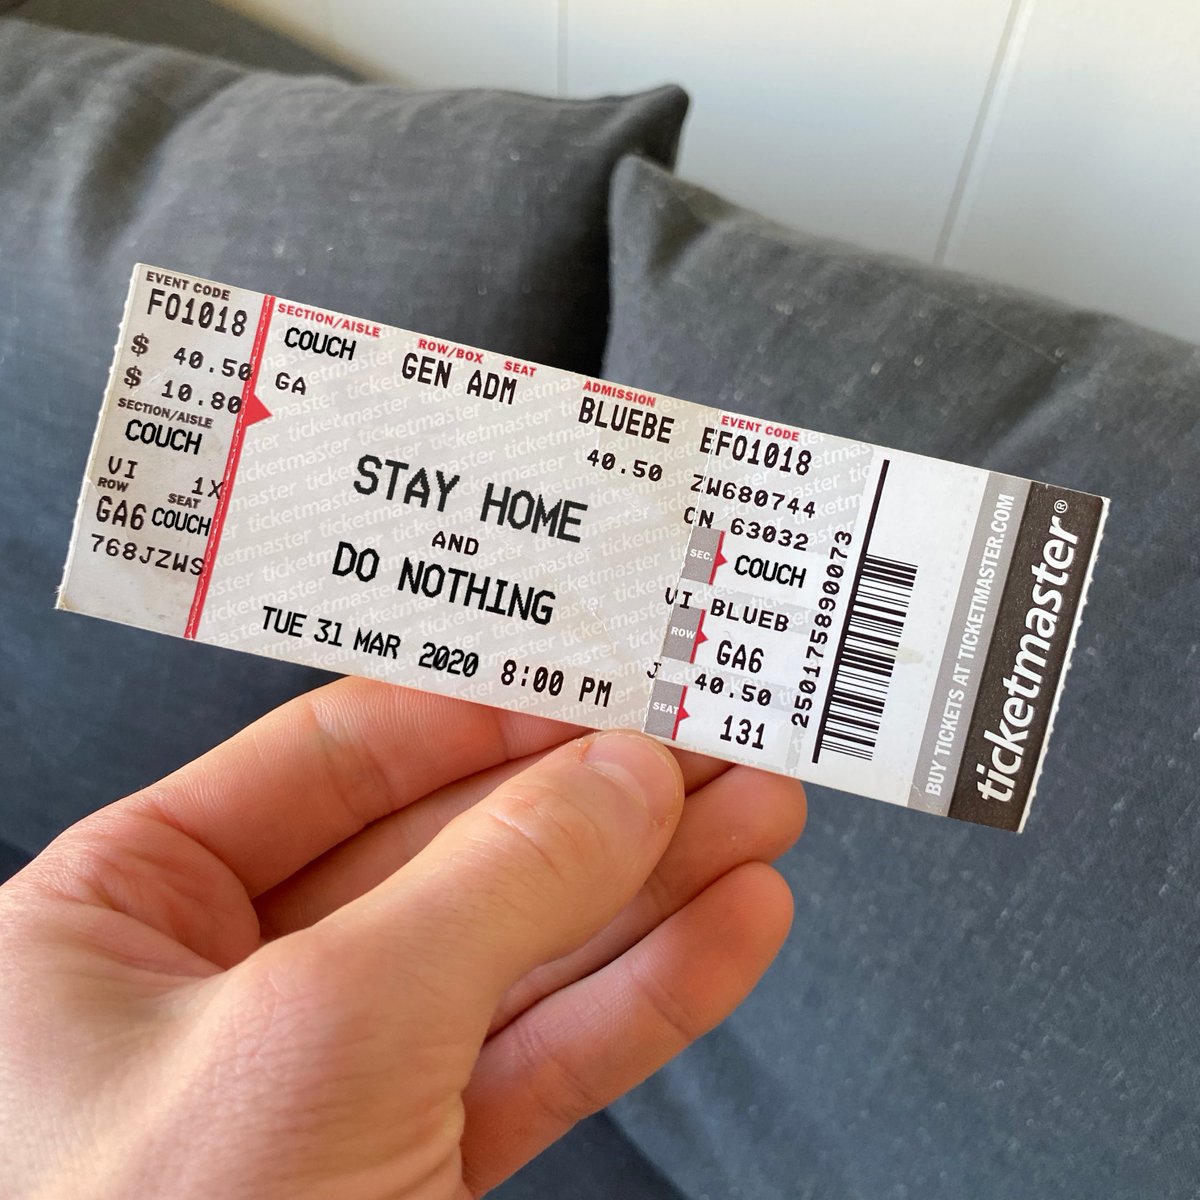 EVENT CODE
FO1018
$ 40.50
$ 10.80
SECTION/AISLE
COUCH
VI 1X
ROW SEAT
GA6 COUCH
768JZWS
SECTION/AISLE ROW/BOX SEAT ADMISSION
COUCH GEN ADM BLUEBE
GA 40.50
STAY HOME
AND
DO NOTHING
TUE 31 MAR 2020 8:00 PM
EVENT CODE
EFO1018
ZW680744
CN 63032
SEC. COUCH
VI BLUEB
ROW GA6
J 40.50
SEAT 131
250175890073
BUY TICKETS AT TICKETMASTER.COM
ticketmaster®